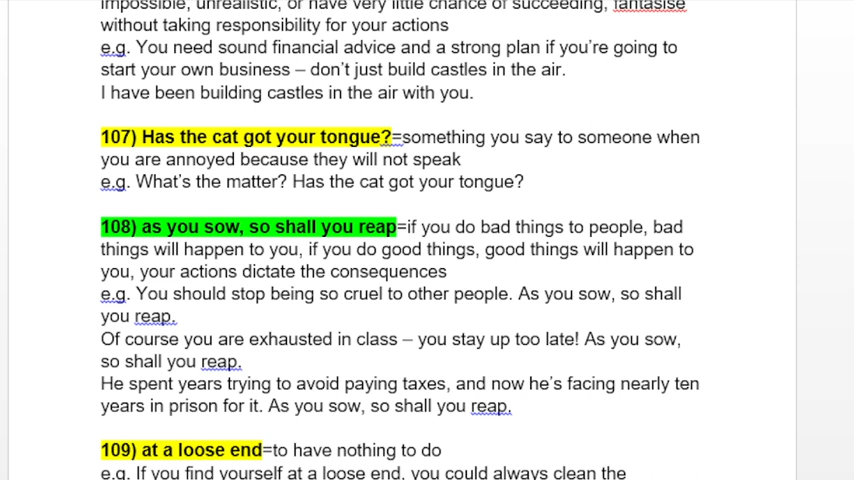 impossible, unrealistic, or have very little chance of succeeding, fantasise
without taking responsibility for your actions
e.g. You need sound financial advice and a strong plan if you're going to
start your own business – don't just build castles in the air.
I have been building castles in the air with you.
107) Has the cat got your tongue?=something you say to someone when
you are annoyed because they will not speak
e.g. What's the matter? Has the cat got your tongue?
108) as you sow, so shall you reap=if you do bad things to people, bad
things will happen to you, if you do good things, good things will happen to
you, your actions dictate the consequences
e.g. You should stop being so cruel to other people. As you sow, so shall
you reap.
Of course you are exhausted in class – you stay up too late! As you sow,
so shall you reap.
He spent years trying to avoid paying taxes, and now he's facing nearly ten
years in prison for it. As you sow, so shall you reap.
109) at a loose end=to have nothing to do
e.g. If you find yourself at a loose end, you could always clean the